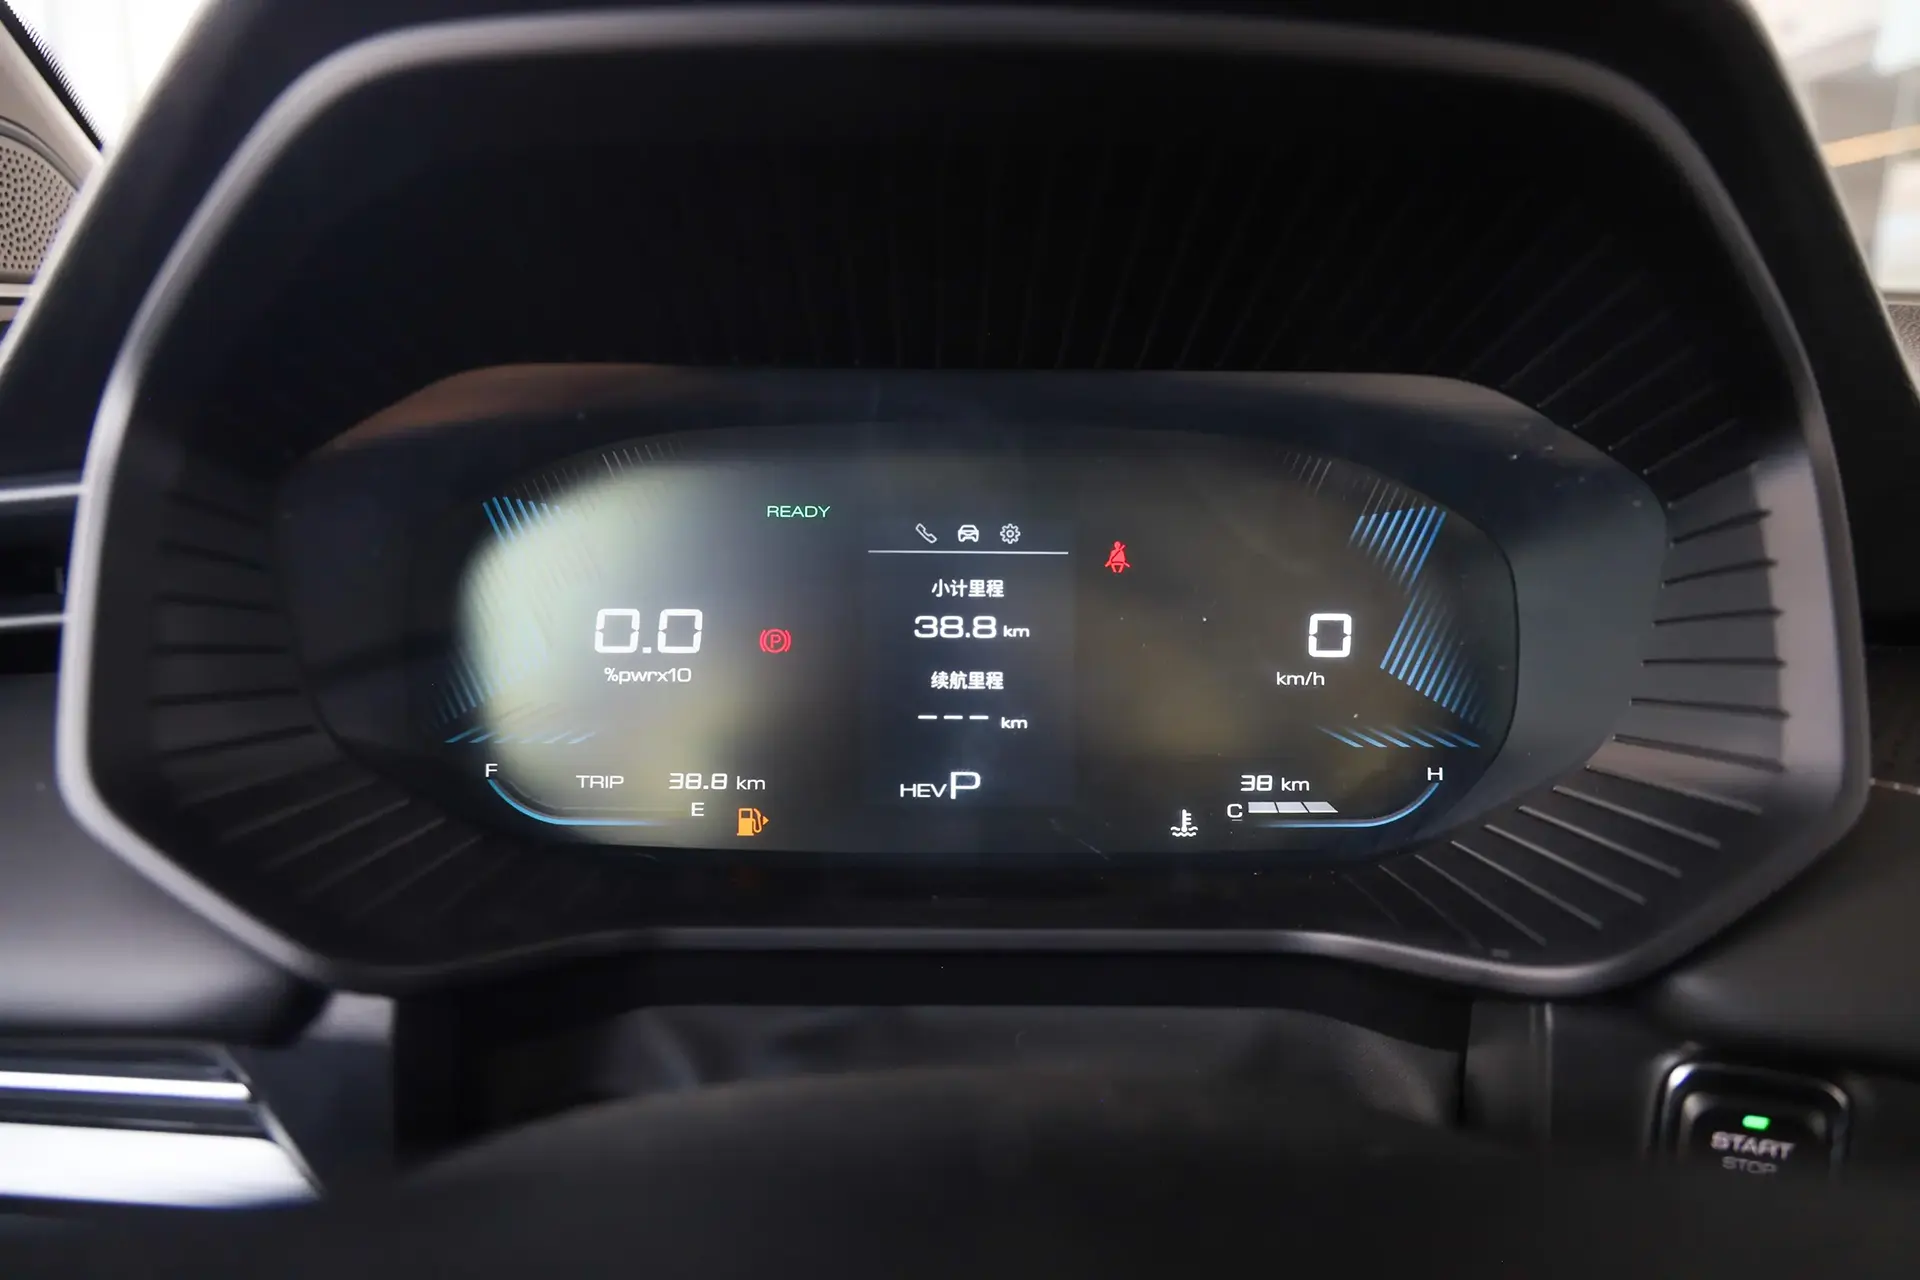 READY
小计里程
38.8 km
0.0
%pwrx10
P
0
km/h
续航里程
--- km
F
TRIP 38.8 km
E
HEV P
38 km
H
C
START
STOP